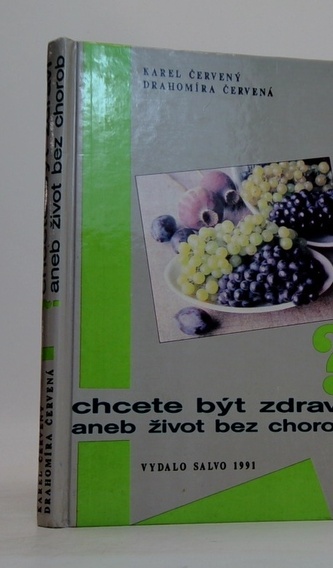 KAREL ČERVENÝ
DRAHOMÍRA ČERVENÁ
?
chcete být zdrav
aneb život bez chorob
VYDALO SALVO 1991
aneb život bez chorob
KAREL ČERVENÝ
DRAHOMÍRA ČERVENÁ